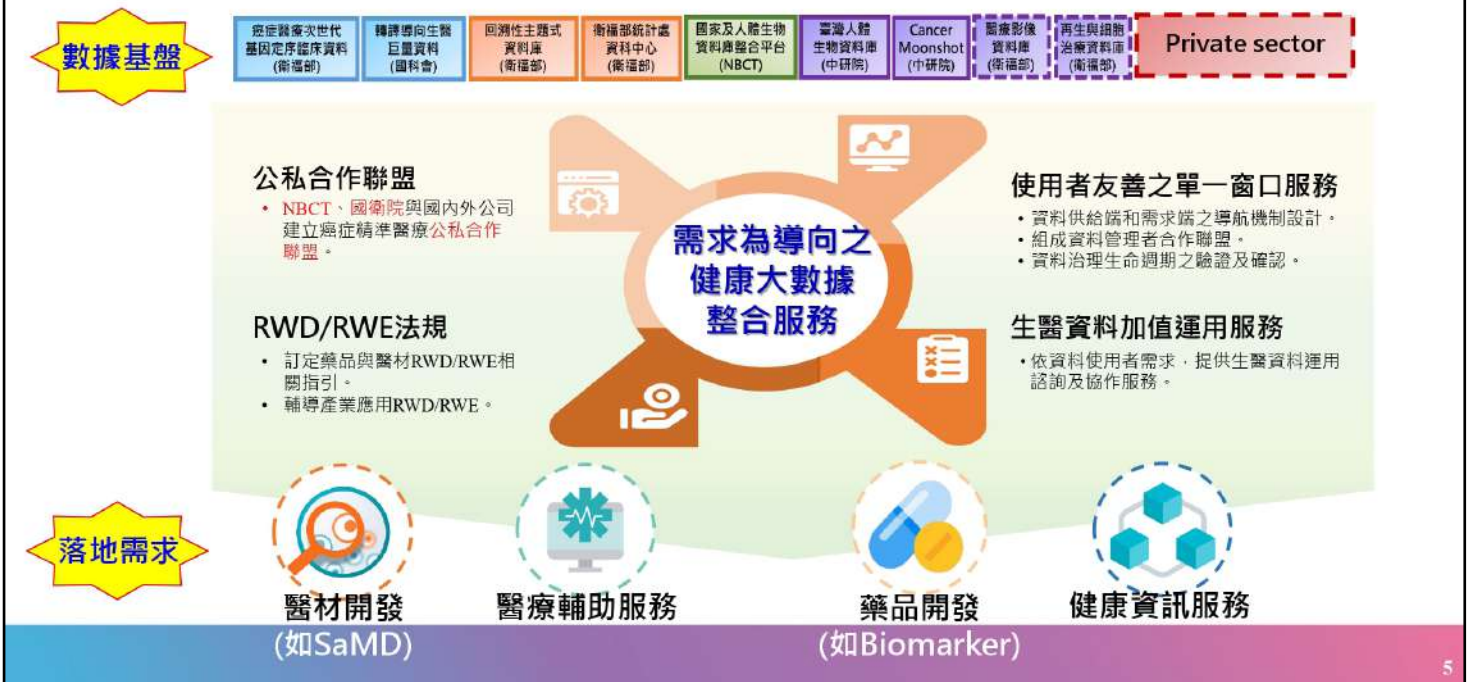 數據基盤
癌症醫療次世代
基因定序臨床資料
(衛福部)
轉譯導向生醫
巨量資料
(國科會)
回溯性主題式
資料庫
(衛福部)
衛福部統計處
資科中心
(衛福部)
國家及人體生物
資料庫整合平台
(NBCT)
臺灣人體
生物資料庫
(中研院)
Cancer
Moonshot
(中研院)
醫療影像
資料庫
(衛福部)
再生與細胞
治療資料庫
(衛福部)
Private sector
公私合作聯盟
• NBCT、國衛院與國內外公司
建立癌症精準醫療公私合作
聯盟。
RWD/RWE法規
• 訂定藥品與醫材RWD/RWE相
關指引。
• 輔導產業應用RWD/RWE。
需求為導向之
健康大數據
整合服務
使用者友善之單一窗口服務
• 資料供給端和需求端之導航機制設計。
• 組成資料管理者合作聯盟。
• 資料治理生命週期之驗證及確認。
生醫資料加值運用服務
• 依資料使用者需求，提供生醫資料運用
諮詢及協作服務。
落地需求
醫材開發
(如SaMD)
醫療輔助服務
藥品開發
(如Biomarker)
健康資訊服務
5